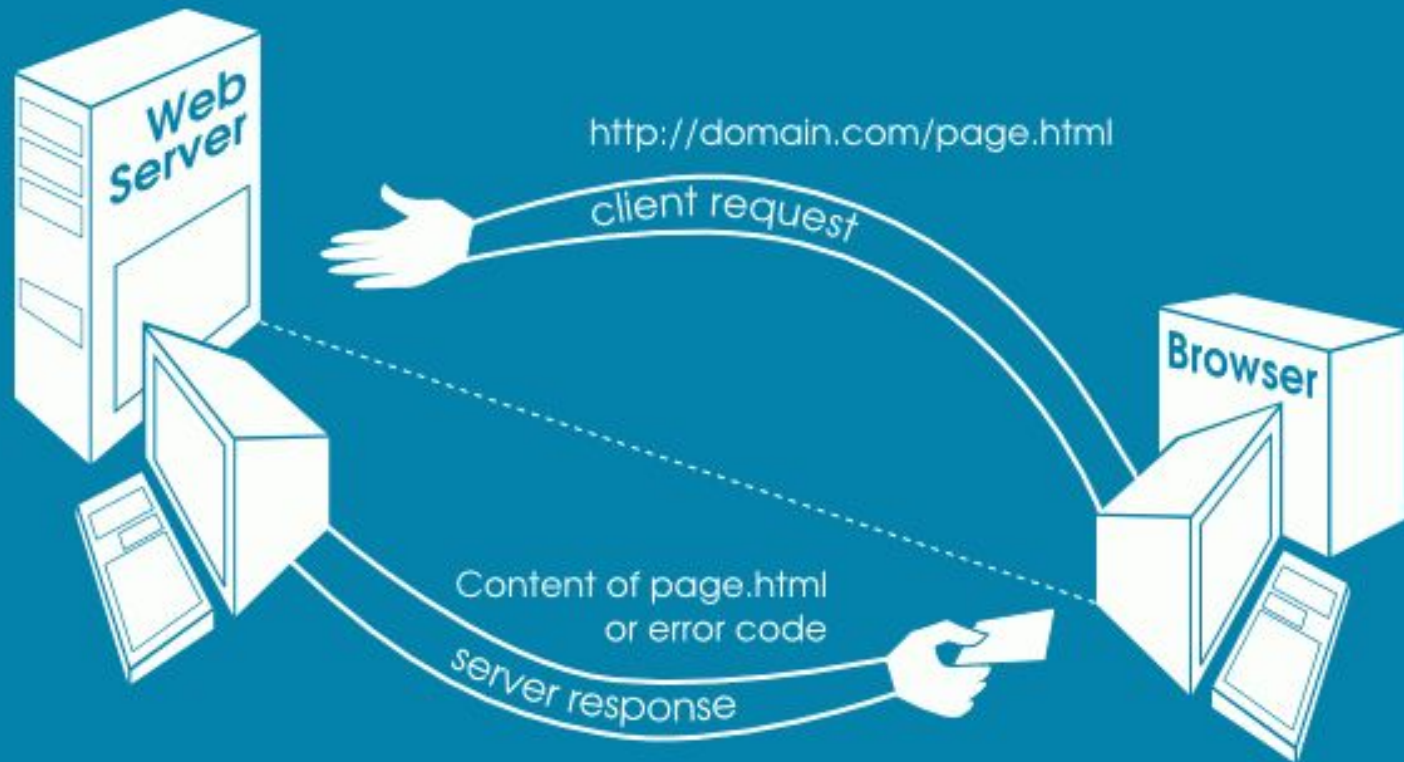 Web
Server
http://domain.com/page.html
client request
Browser
Content of page.html
or error code
server response